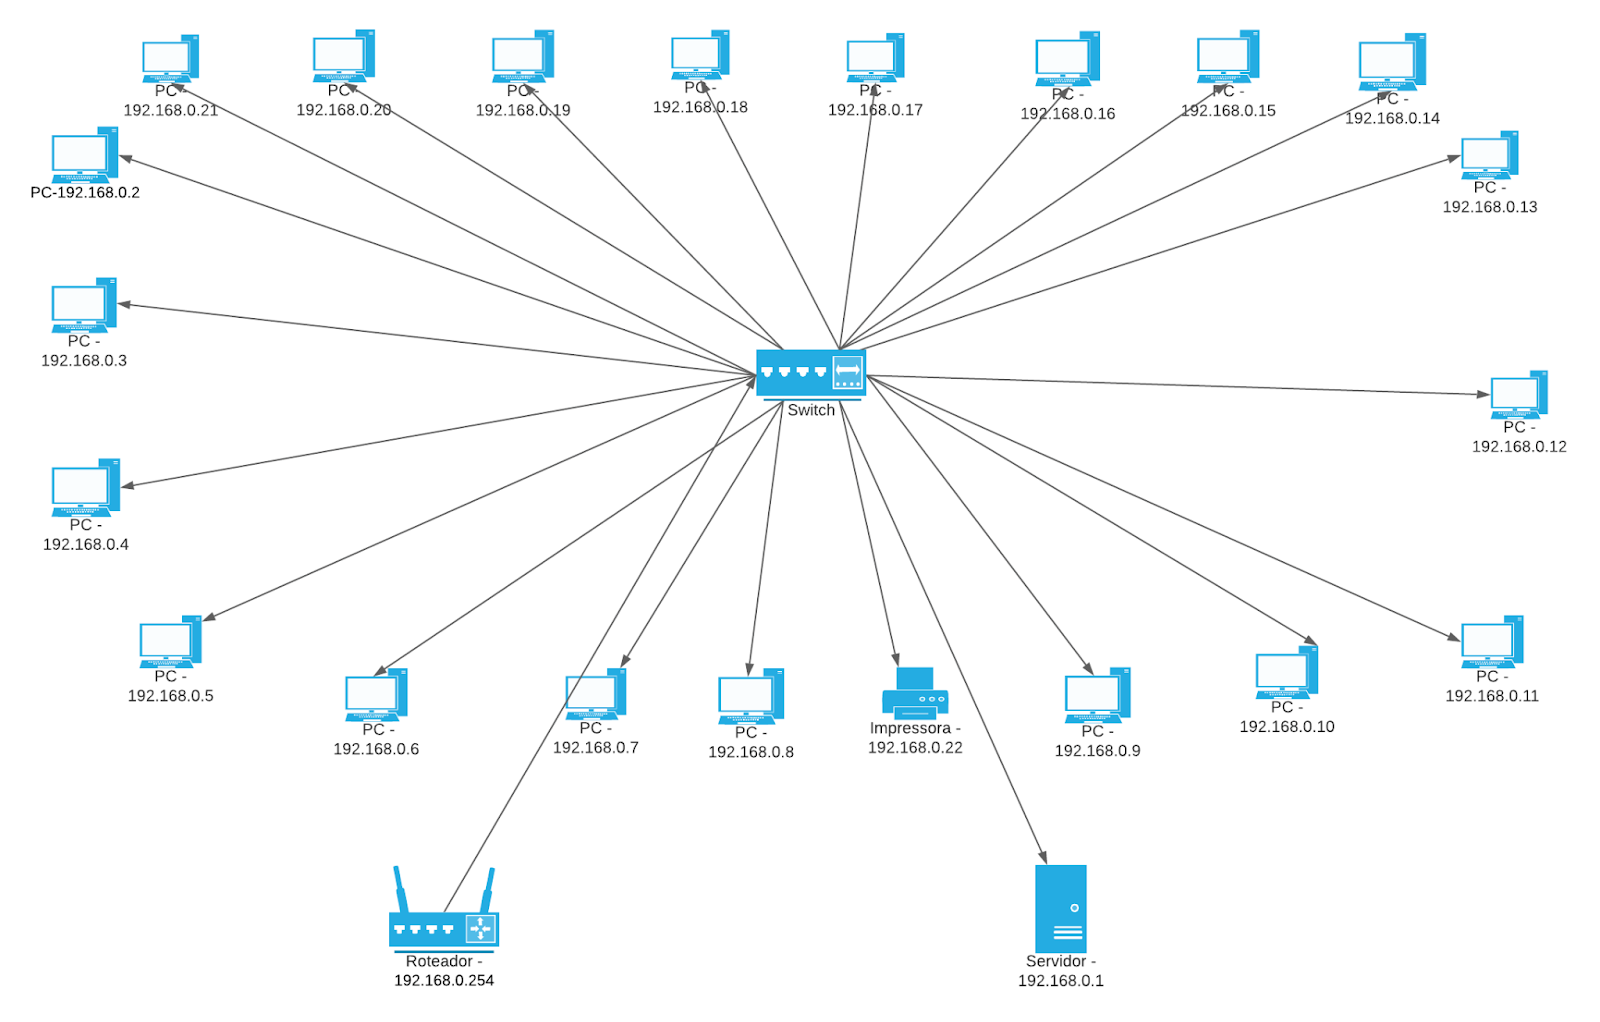 PC -
192.168.0.21
PC -
192.168.0.20
PC -
192.168.0.19
PC -
192.168.0.18
PC -
192.168.0.17
PC -
192.168.0.16
PC -
192.168.0.15
PC -
192.168.0.14
PC-192.168.0.2
PC -
192.168.0.13
PC -
192.168.0.3
Switch
PC -
192.168.0.12
PC -
192.168.0.4
PC -
192.168.0.5
PC -
192.168.0.6
PC -
192.168.0.7
PC -
192.168.0.8
Impressora -
192.168.0.22
PC -
192.168.0.9
PC -
192.168.0.10
PC -
192.168.0.11
Roteador -
192.168.0.254
Servidor -
192.168.0.1